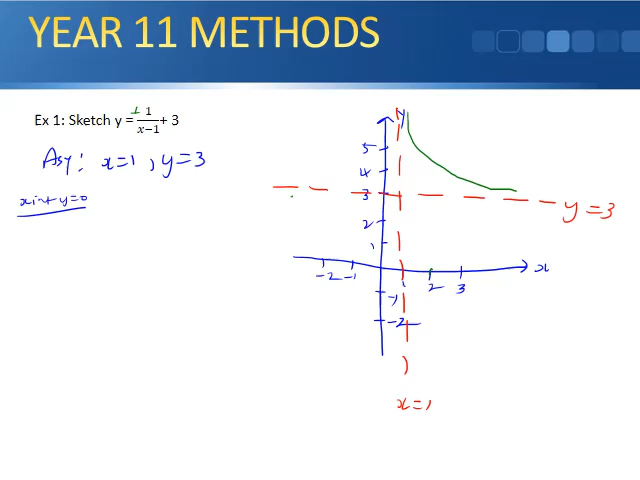 YEAR 11 METHODS
Ex 1: Sketch y = + 1/(x−1) + 3
Asy: x=1, y=3
x int y=0
y
5
4
3
2
1
-2 -1 1 2 3 x
-1
-2
y=3
x=1